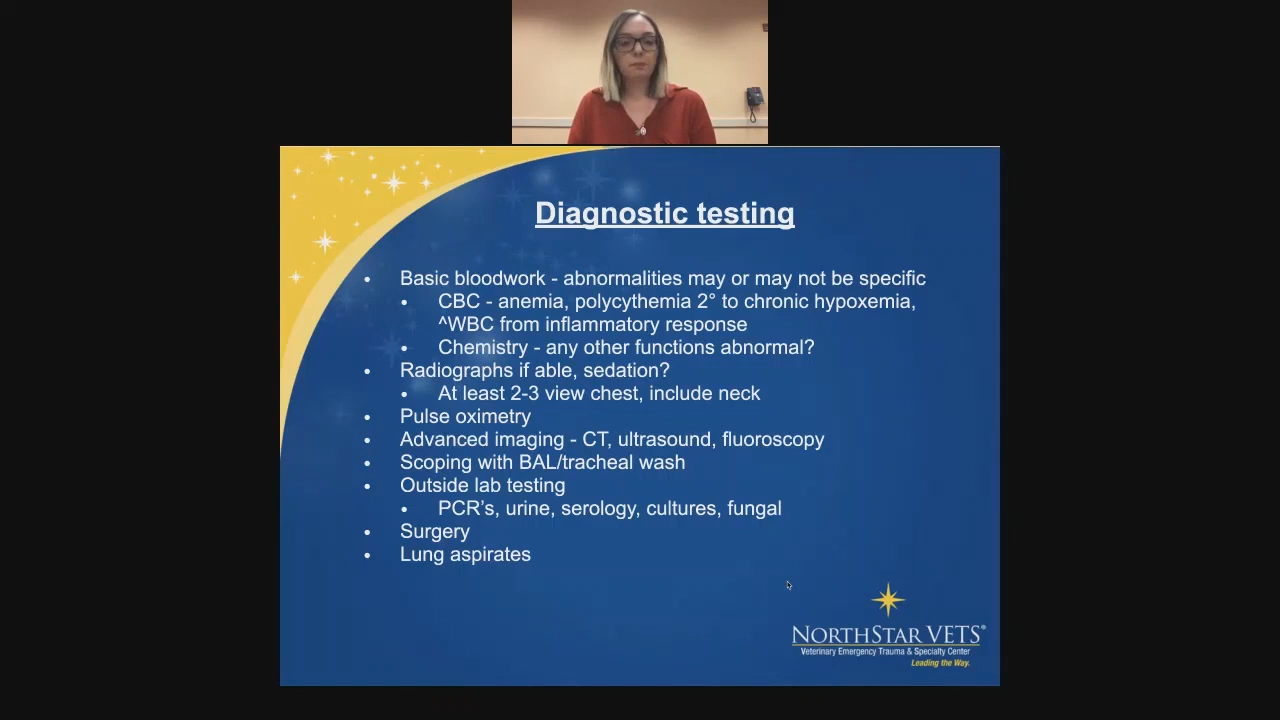 Diagnostic testing
• Basic bloodwork - abnormalities may or may not be specific
• CBC - anemia, polycythemia 2° to chronic hypoxemia,
^WBC from inflammatory response
• Chemistry - any other functions abnormal?
• Radiographs if able, sedation?
• At least 2-3 view chest, include neck
• Pulse oximetry
• Advanced imaging - CT, ultrasound, fluoroscopy
• Scoping with BAL/tracheal wash
• Outside lab testing
• PCR's, urine, serology, cultures, fungal
• Surgery
• Lung aspirates
NORTHSTAR VETS®
Veterinary Emergency Trauma & Specialty Center
Leading the Way.